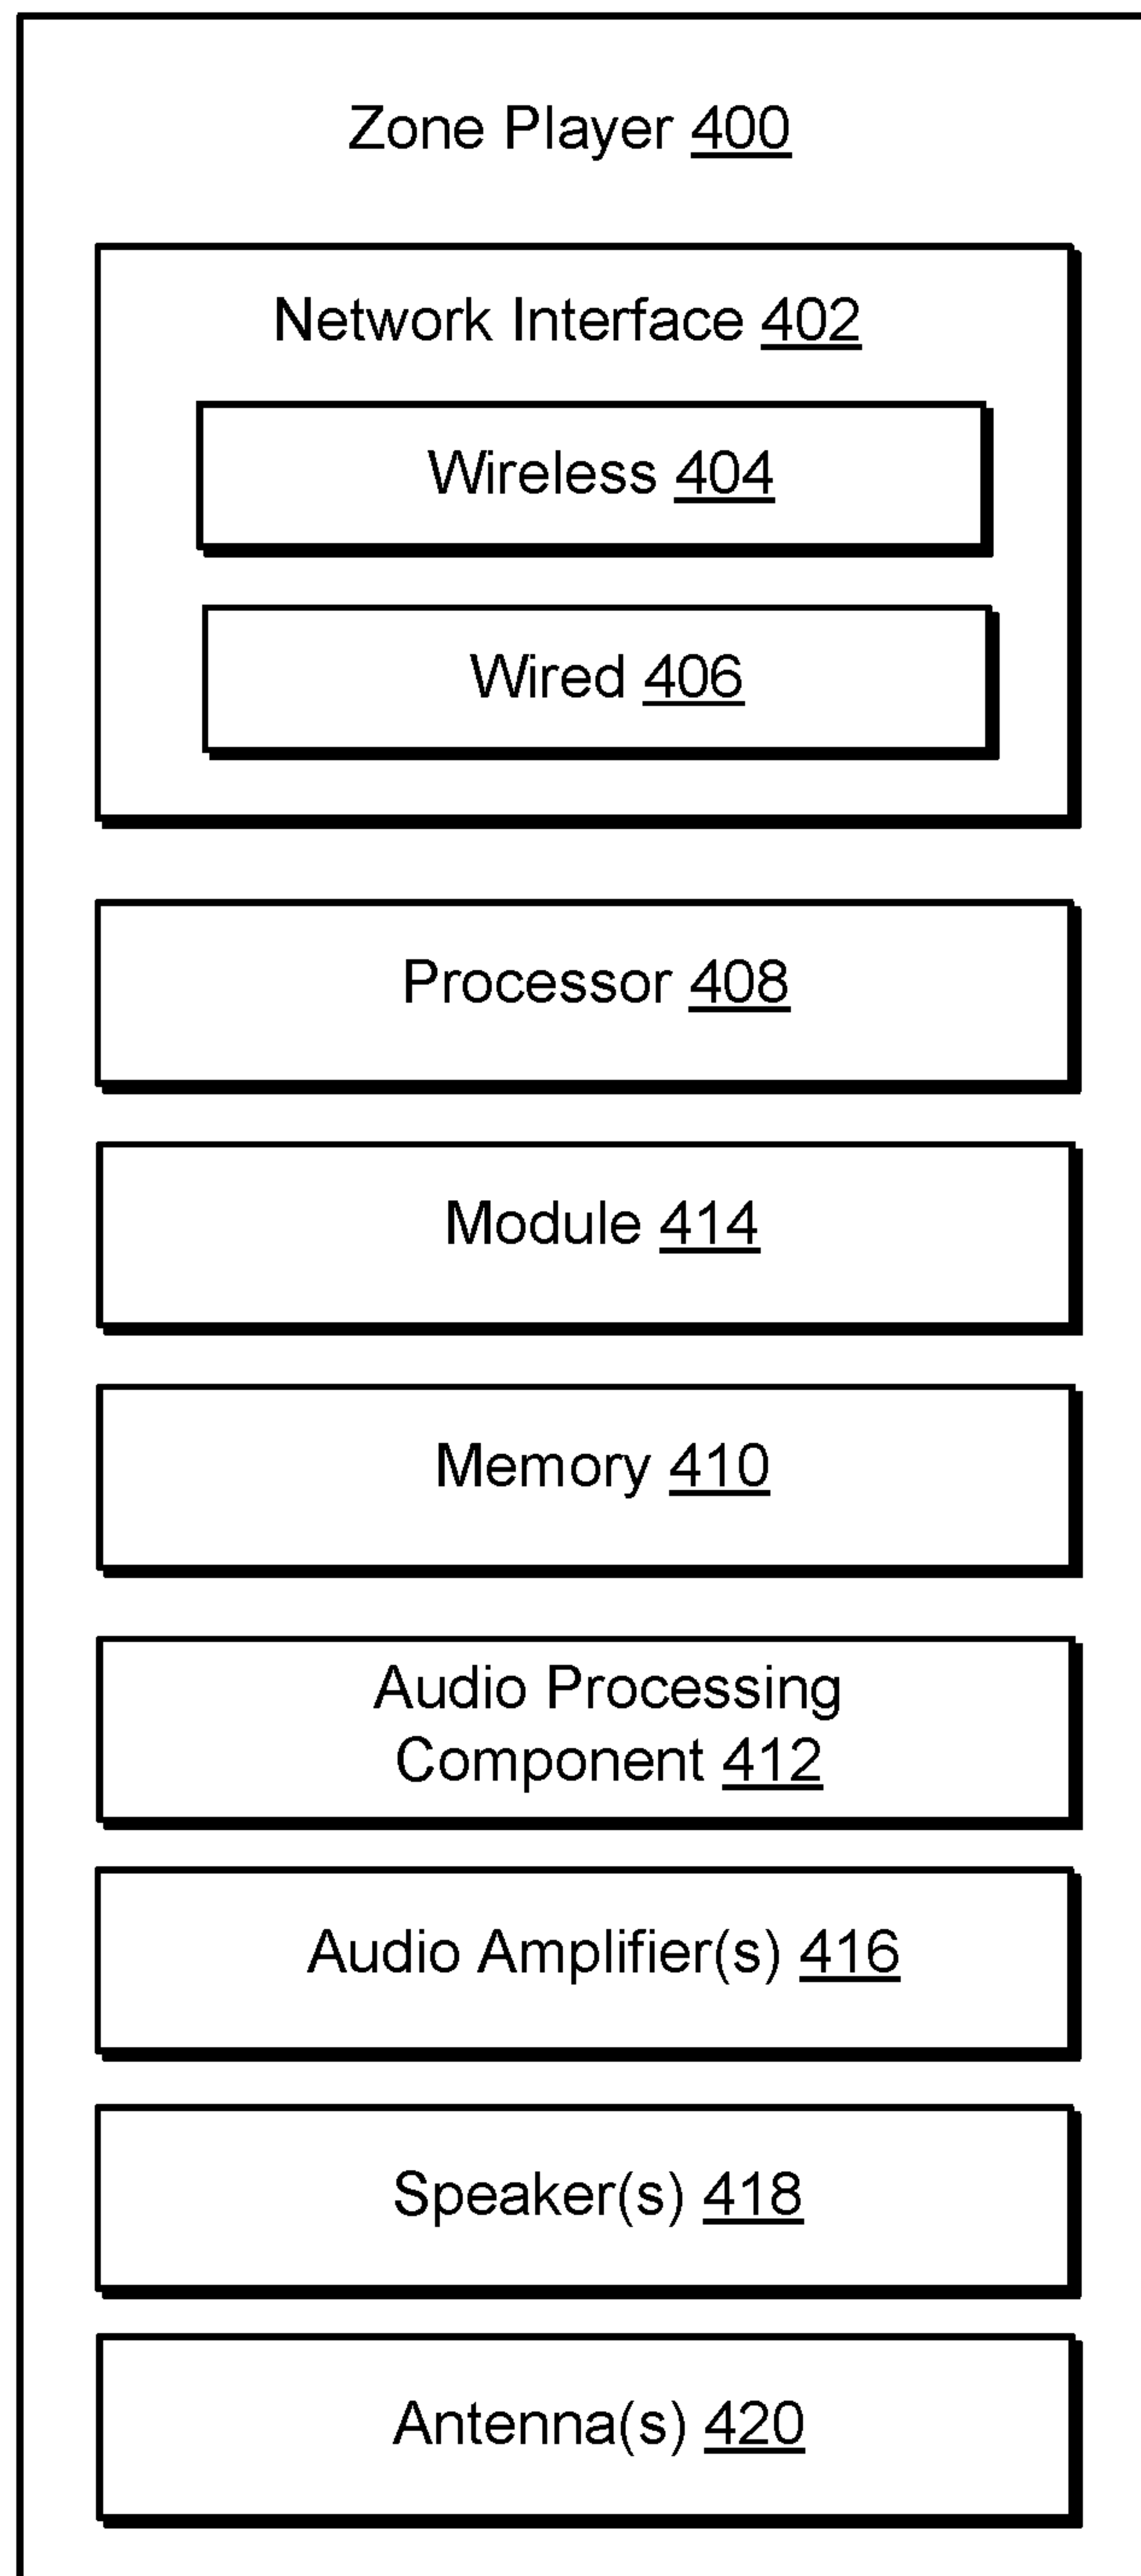 Zone Player 400
Network Interface 402
Wireless 404
Wired 406
Processor 408
Module 414
Memory 410
Audio Processing
Component 412
Audio Amplifier(s) 416
Speaker(s) 418
Antenna(s) 420